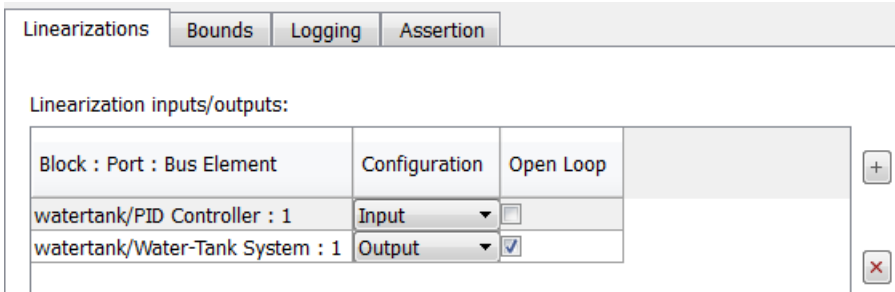 Linearizations Bounds Logging Assertion
Linearization inputs/outputs:
Block : Port : Bus Element Configuration Open Loop
watertank/PID Controller : 1 Input
watertank/Water-Tank System : 1 Output